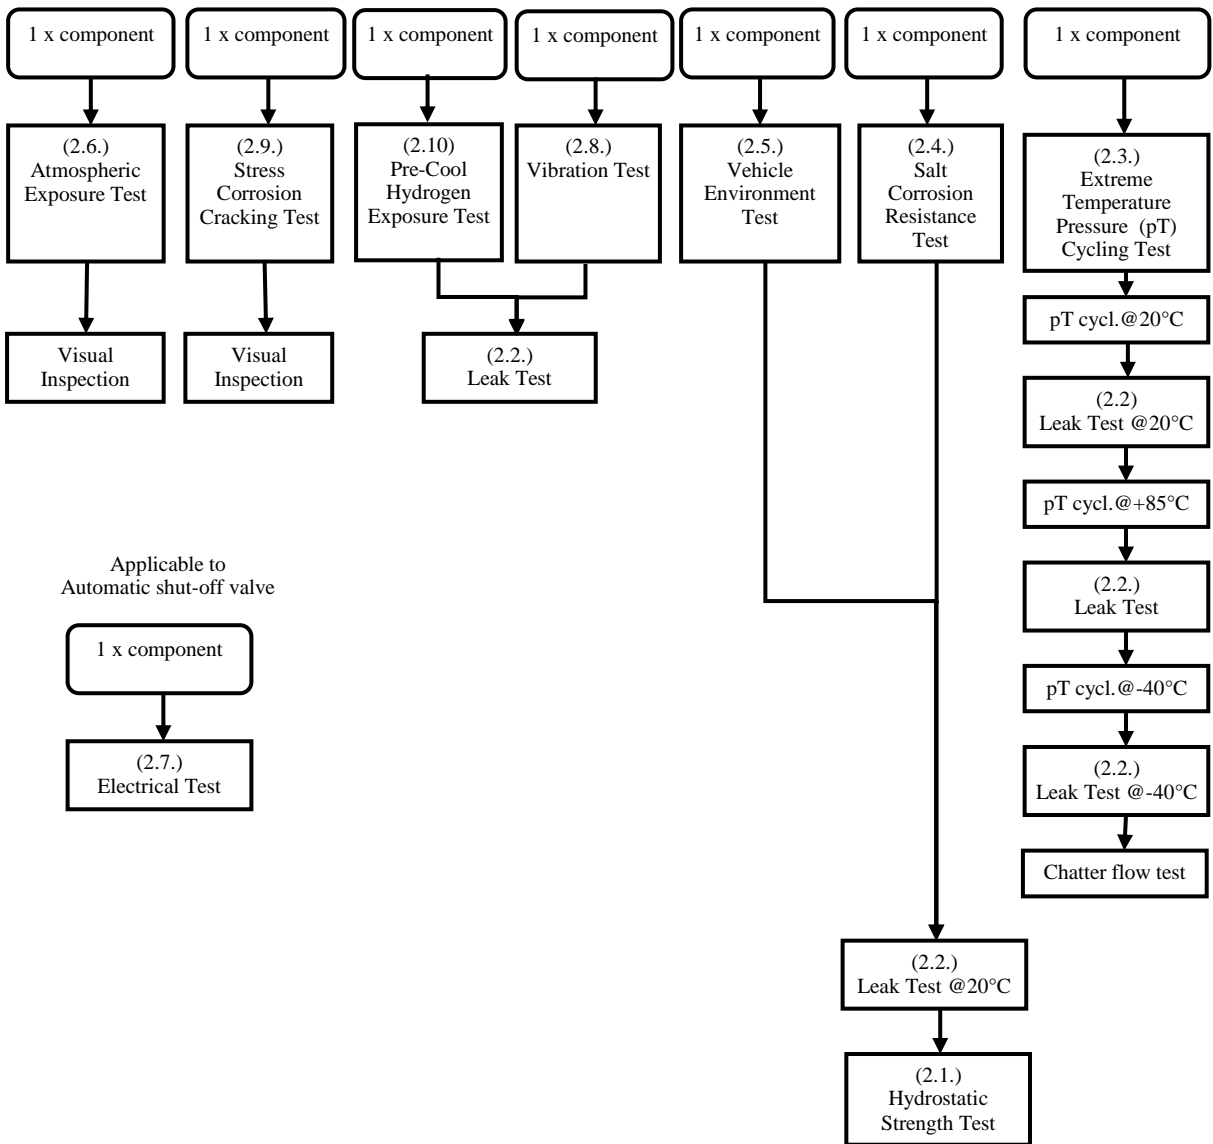 1 x component
1 x component
1 x component
1 x component
1 x component
1 x component
1 x component
(2.6.)
Atmospheric
Exposure Test
(2.9.)
Stress
Corrosion
Cracking Test
(2.10)
Pre-Cool
Hydrogen
Exposure Test
(2.8.)
Vibration Test
(2.5.)
Vehicle
Environment
Test
(2.4.)
Salt
Corrosion
Resistance
Test
(2.3.)
Extreme
Temperature
Pressure (pT)
Cycling Test
Visual
Inspection
Visual
Inspection
(2.2.)
Leak Test
pT cycl.@20°C
(2.2)
Leak Test @20°C
pT cycl.@+85°C
(2.2.)
Leak Test
pT cycl.@-40°C
(2.2.)
Leak Test @-40°C
Chatter flow test
Applicable to
Automatic shut-off valve
1 x component
(2.7.)
Electrical Test
(2.2.)
Leak Test @20°C
(2.1.)
Hydrostatic
Strength Test